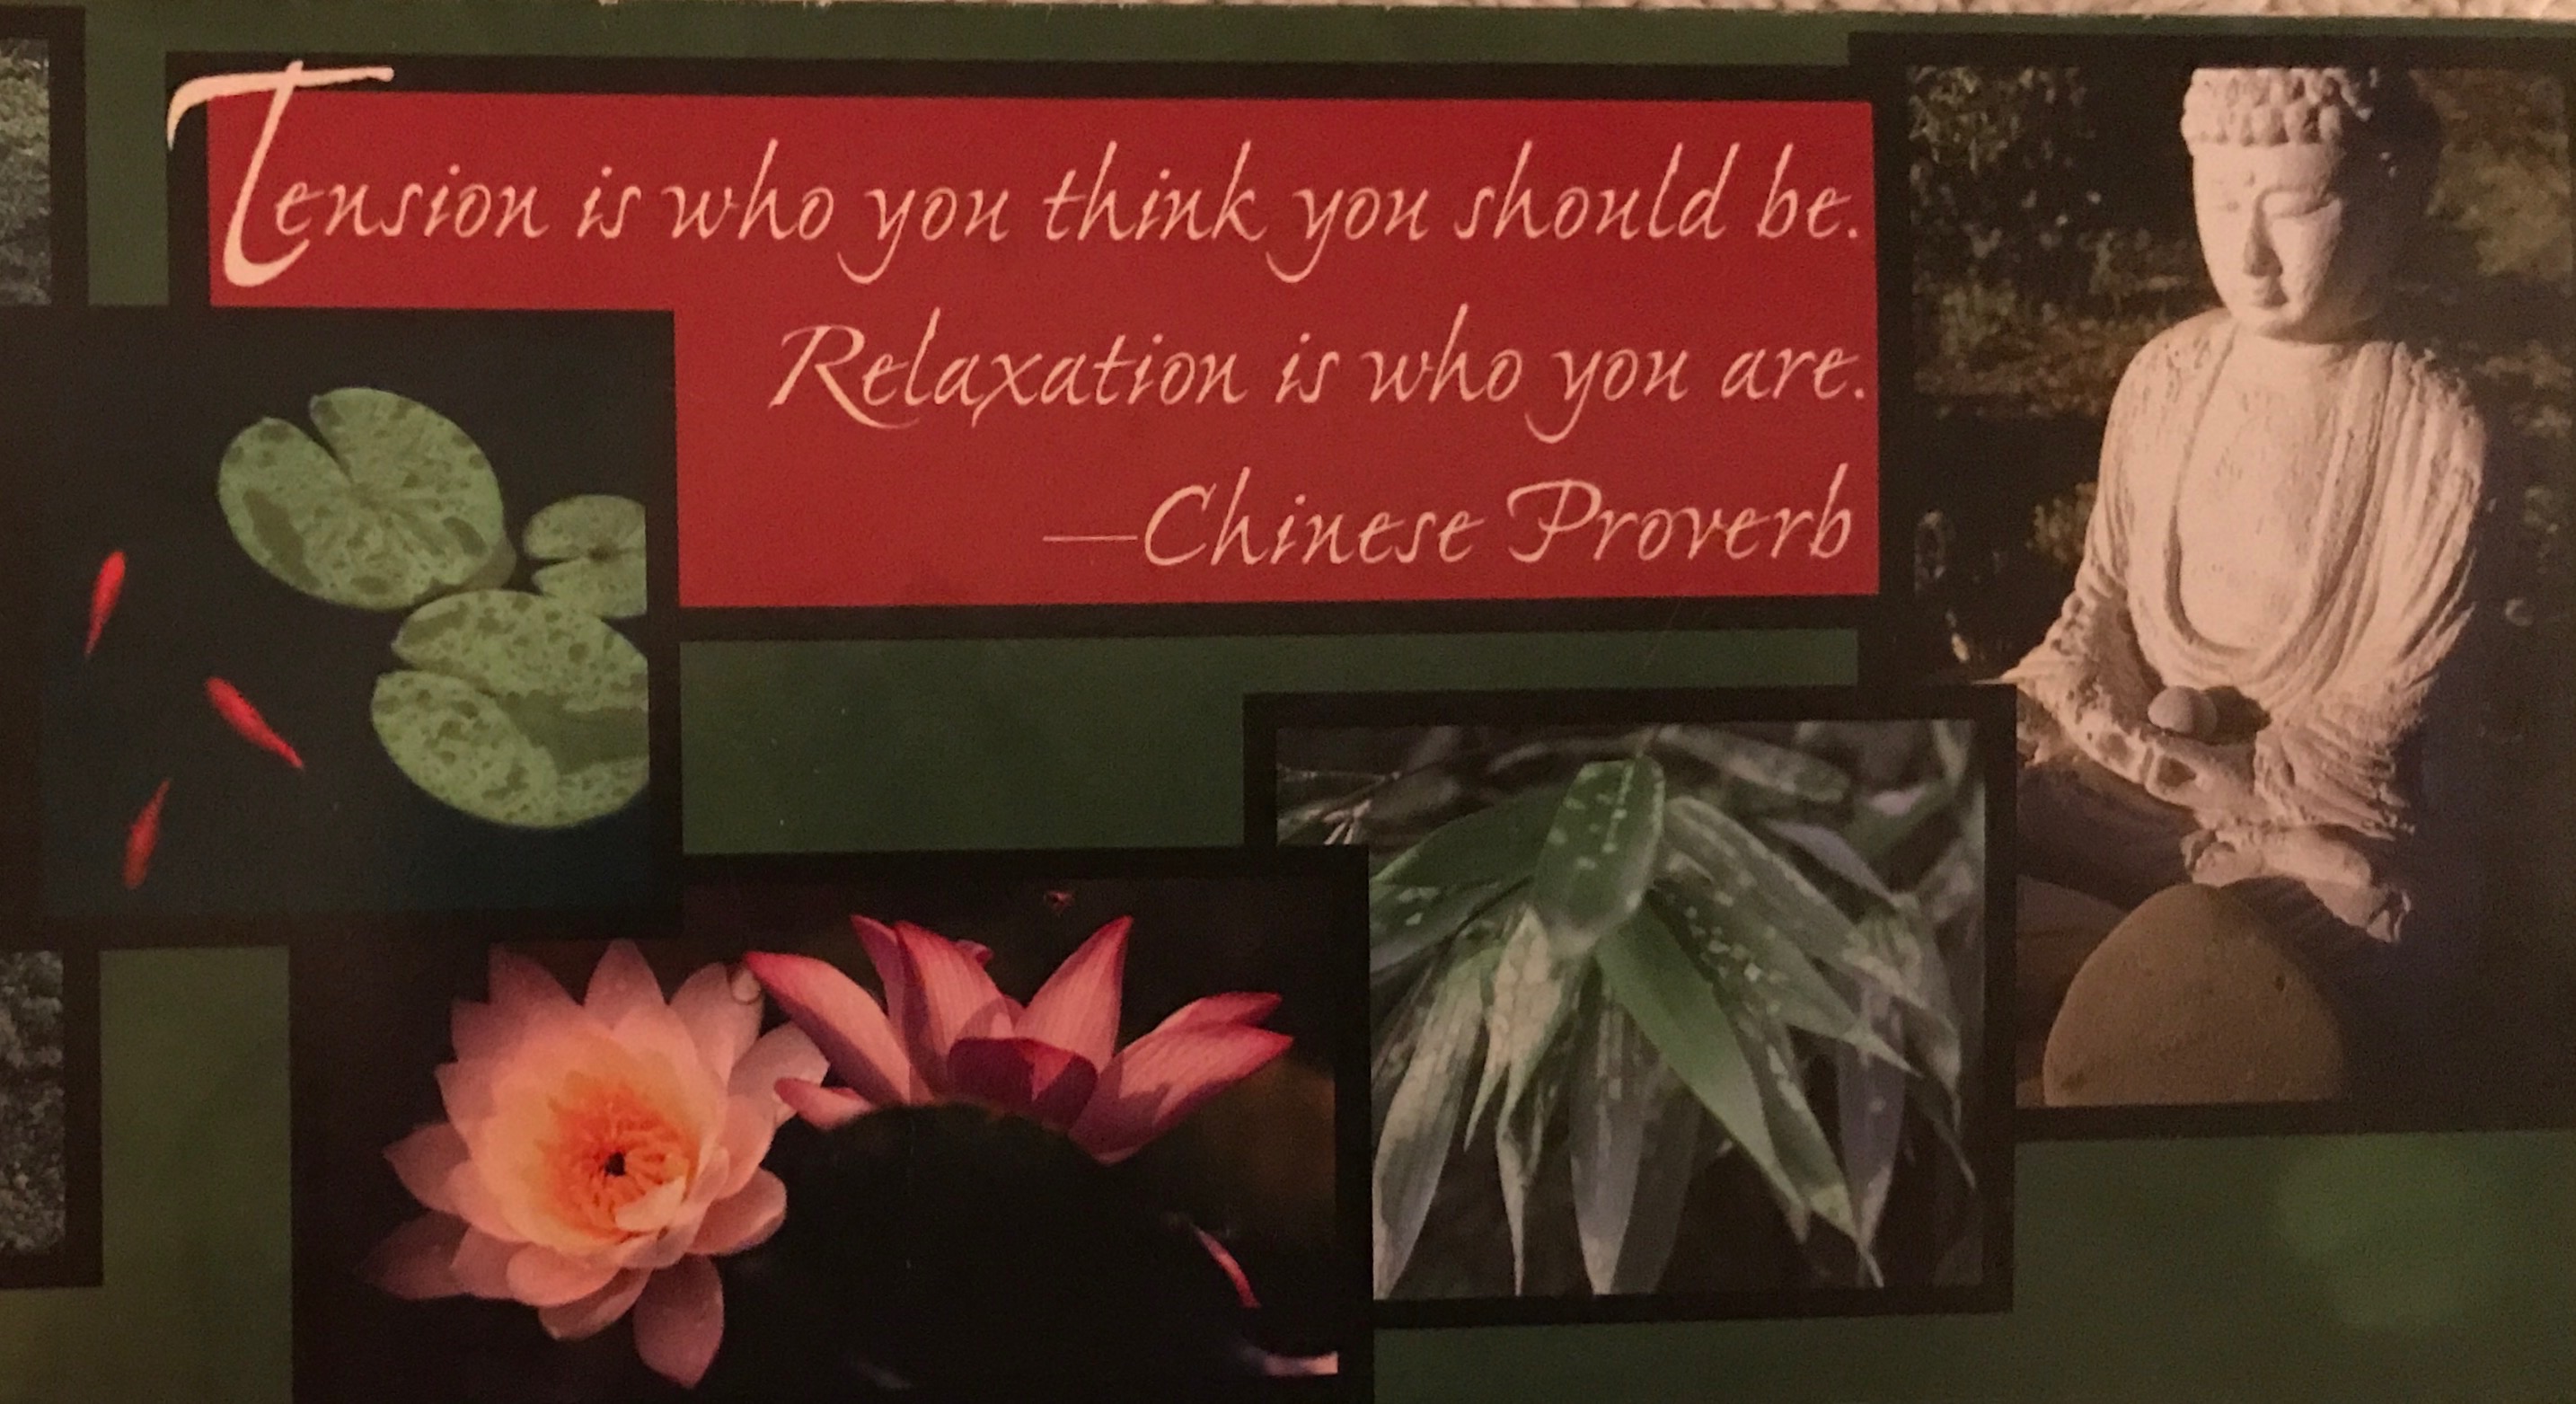 Tension is who you think you should be.
Relaxation is who you are.
—Chinese Proverb